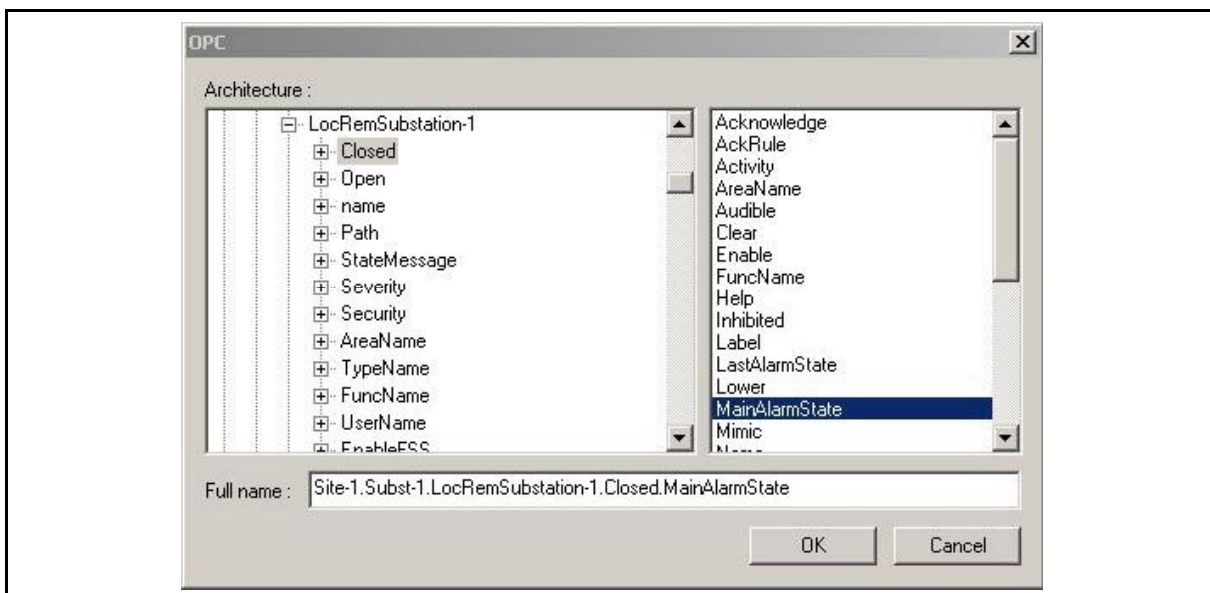 OPC
Architecture :
LocRemSubstation-1
Closed
Open
name
Path
StateMessage
Severity
Security
AreaName
TypeName
FuncName
UserName
EnableFSS
Acknowledge
AckRule
Activity
AreaName
Audible
Clear
Enable
FuncName
Help
Inhibited
Label
LastAlarmState
Lower
MainAlarmState
Mimic
Name
Full name :
Site-1.Subst-1.LocRemSubstation-1.Closed.MainAlarmState
OK
Cancel